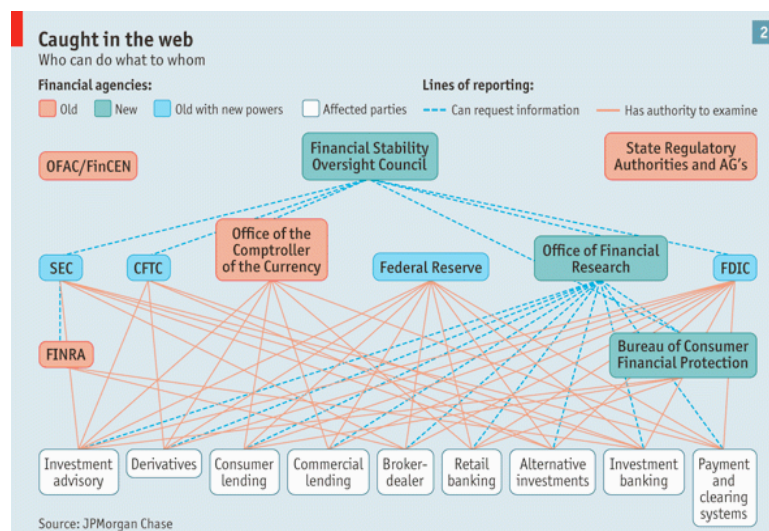 2
Caught in the web
Who can do what to whom
Financial agencies:
Old
New
Old with new powers
Affected parties
Lines of reporting:
Can request information
Has authority to examine
OFAC/FinCEN
Financial Stability
Oversight Council
State Regulatory
Authorities and AG's
SEC
CFTC
Office of the
Comptroller
of the Currency
Federal Reserve
Office of Financial
Research
FDIC
FINRA
Bureau of Consumer
Financial Protection
Investment
advisory
Derivatives
Consumer
lending
Commercial
lending
Broker-
dealer
Retail
banking
Alternative
investments
Investment
banking
Payment
and
clearing
systems
Source: JPMorgan Chase